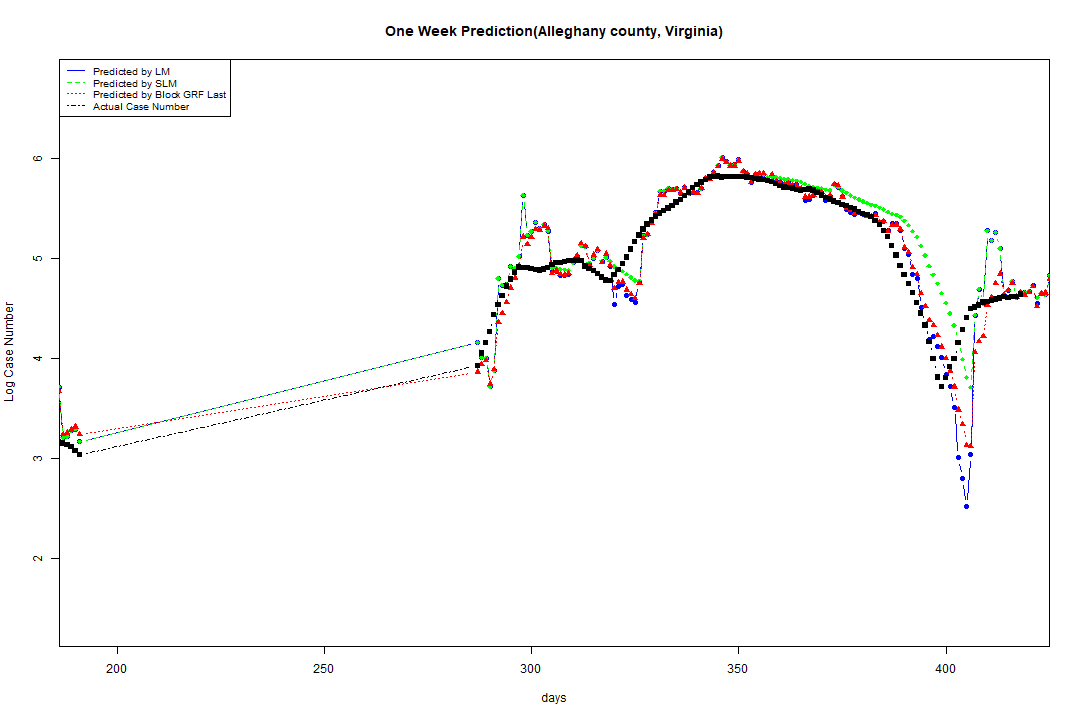 One Week Prediction(Alleghany county, Virginia)
Predicted by LM
Predicted by SLM
Predicted by Block GRF Last
Actual Case Number
Log Case Number
6
5
4
3
2
200 250 300 350 400
days